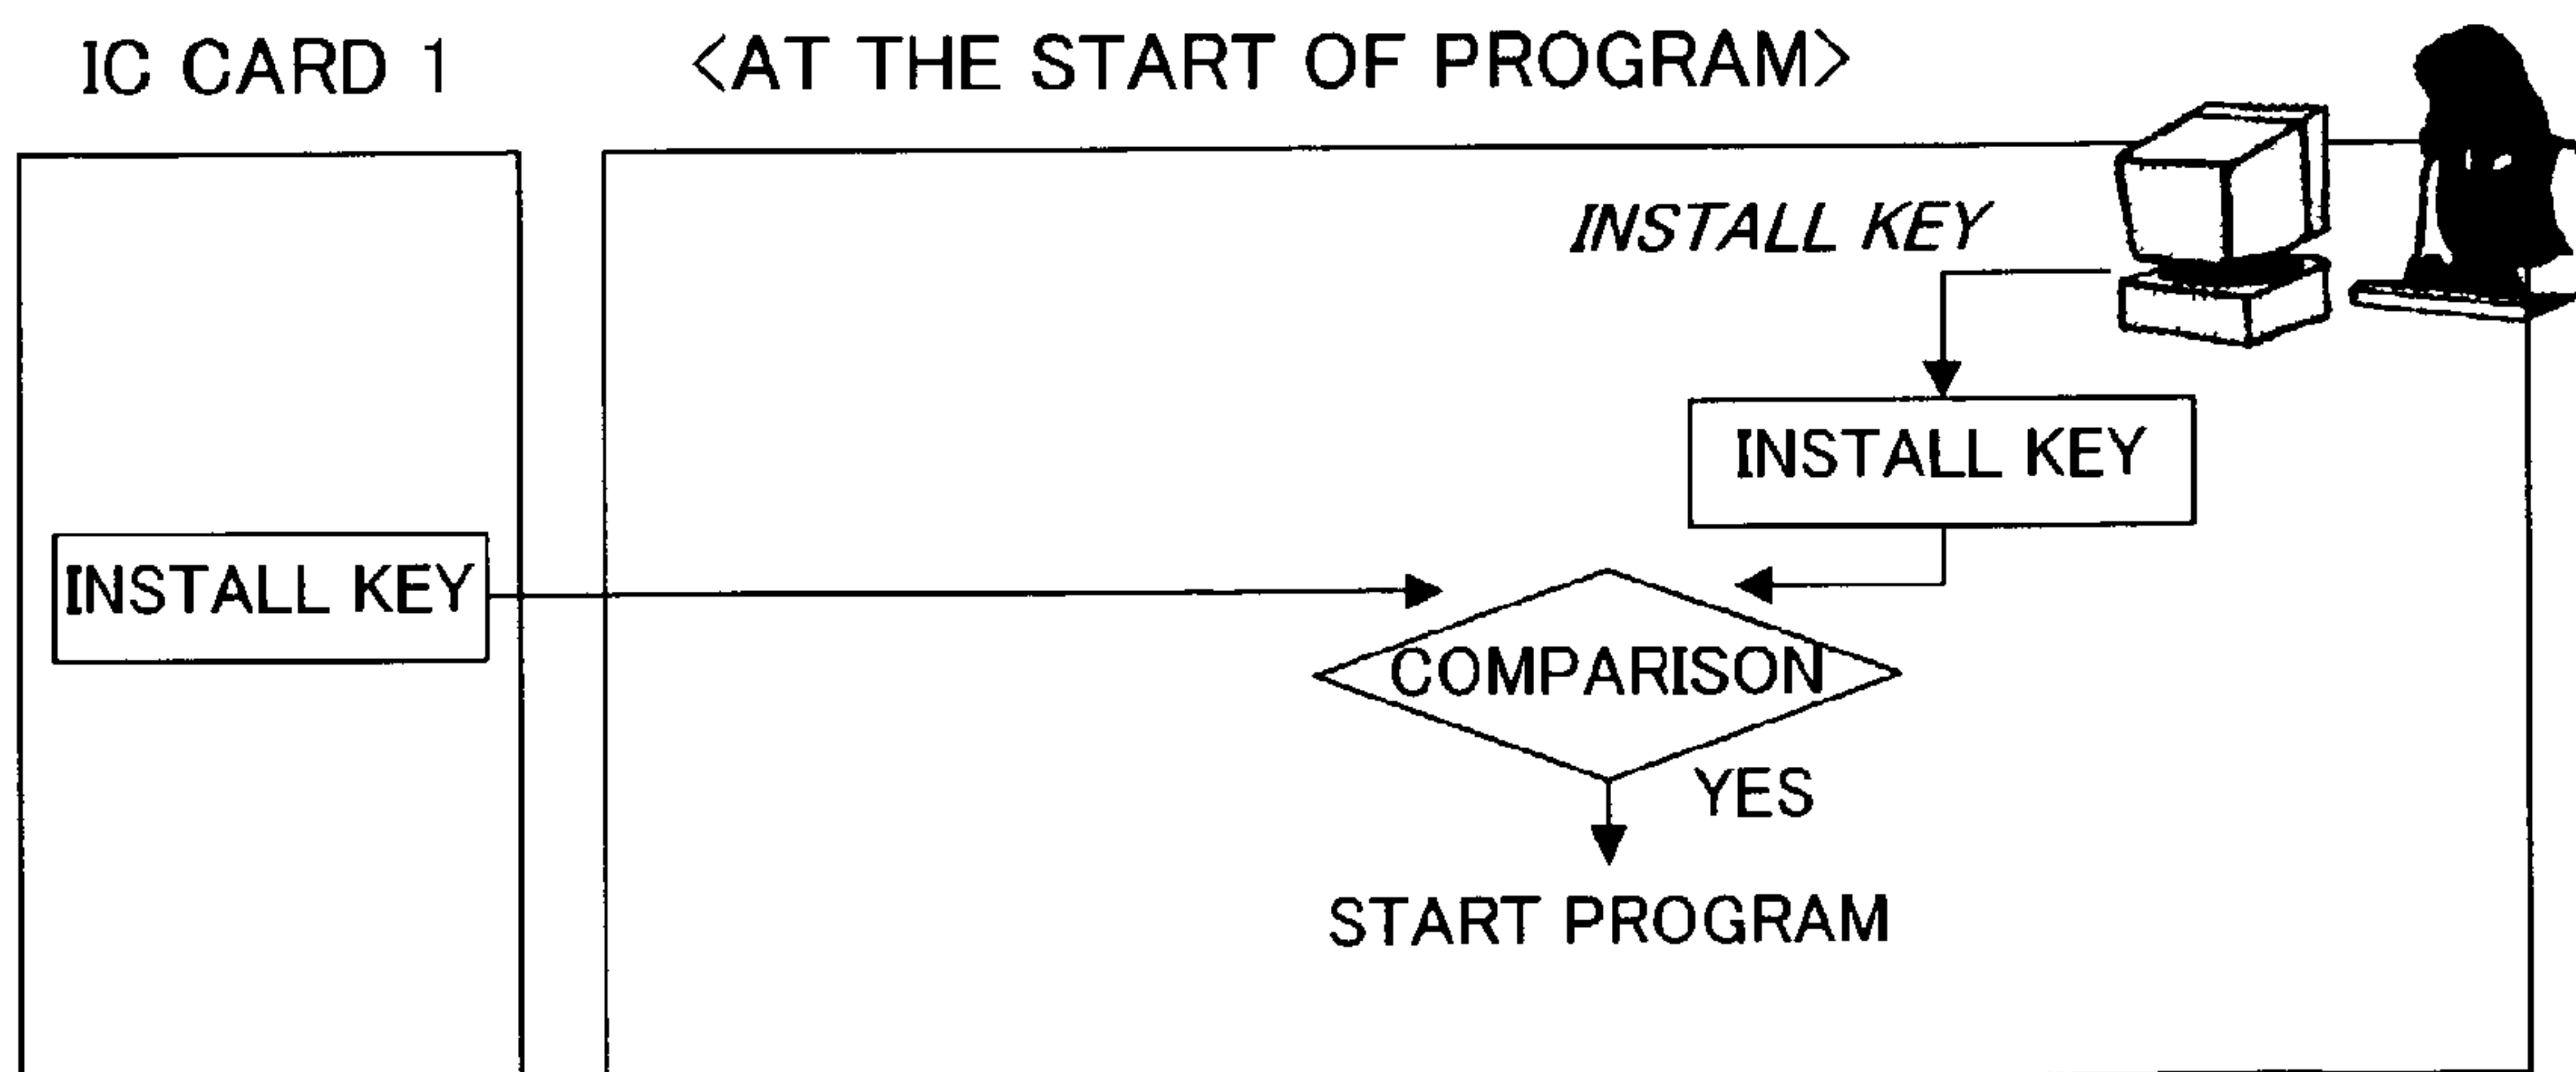 IC CARD 1
<AT THE START OF PROGRAM>
INSTALL KEY
INSTALL KEY
INSTALL KEY
COMPARISON
YES
START PROGRAM